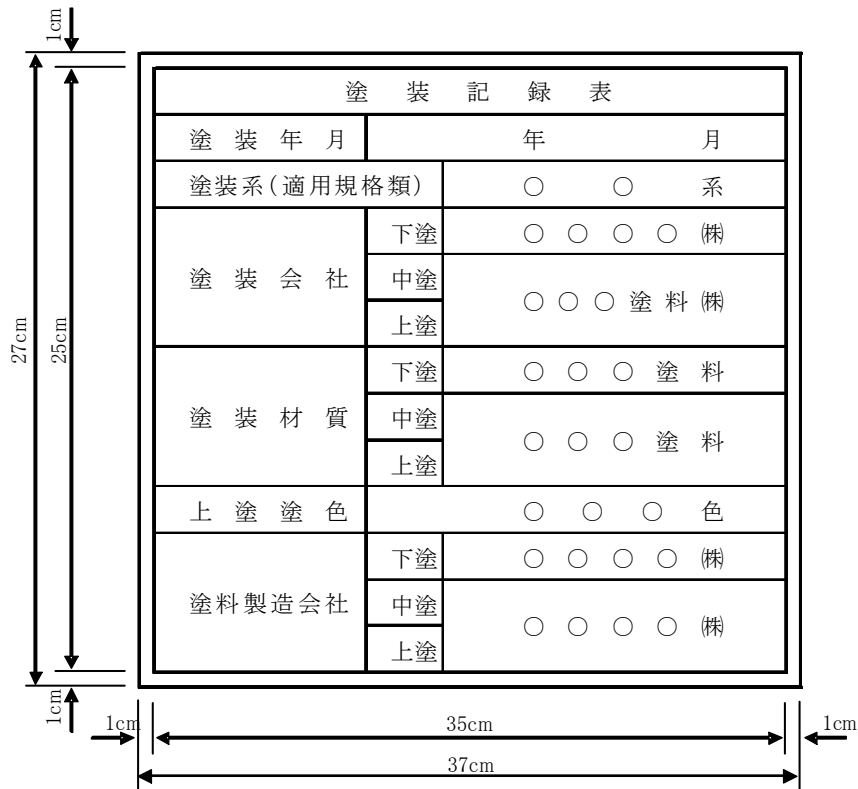 1cm
塗装記録表
塗装年月 年 月
塗装系(適用規格類) ○ ○ 系
下塗 ○ ○ ○ ○ ㈱
塗装会社 中塗 ○ ○ ○ 塗 料 ㈱
上塗
下塗 ○ ○ ○ 塗 料
塗装材質 中塗 ○ ○ ○ 塗 料
上塗
上塗塗色 ○ ○ ○ 色
下塗 ○ ○ ○ ○ ㈱
塗料製造会社 中塗 ○ ○ ○ ○ ㈱
上塗
27cm
25cm
1cm
1cm 35cm 1cm
37cm